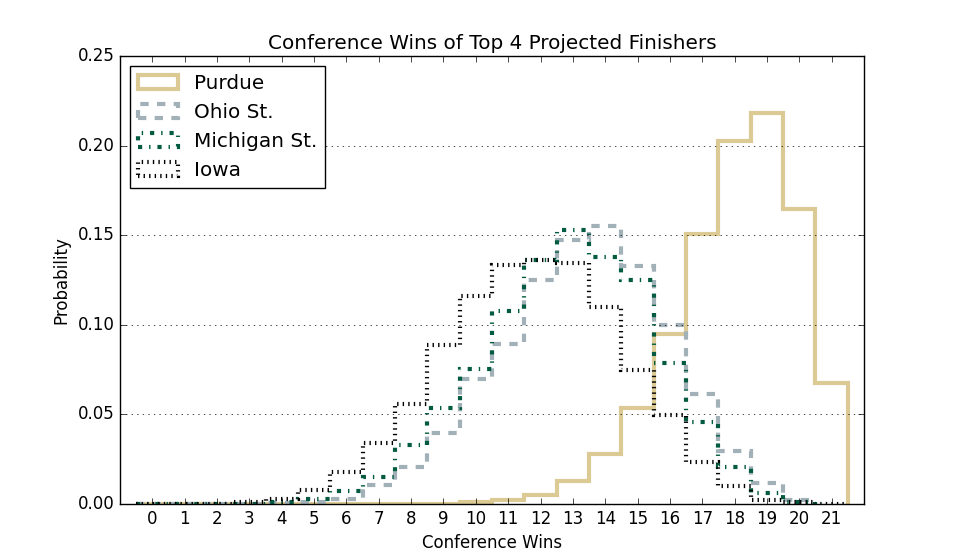 Conference Wins of Top 4 Projected Finishers
0.25
0.20
0.15
0.10
0.05
0.00
Probability
Purdue
Ohio St.
Michigan St.
Iowa
0 1 2 3 4 5 6 7 8 9 10 11 12 13 14 15 16 17 18 19 20 21
Conference Wins